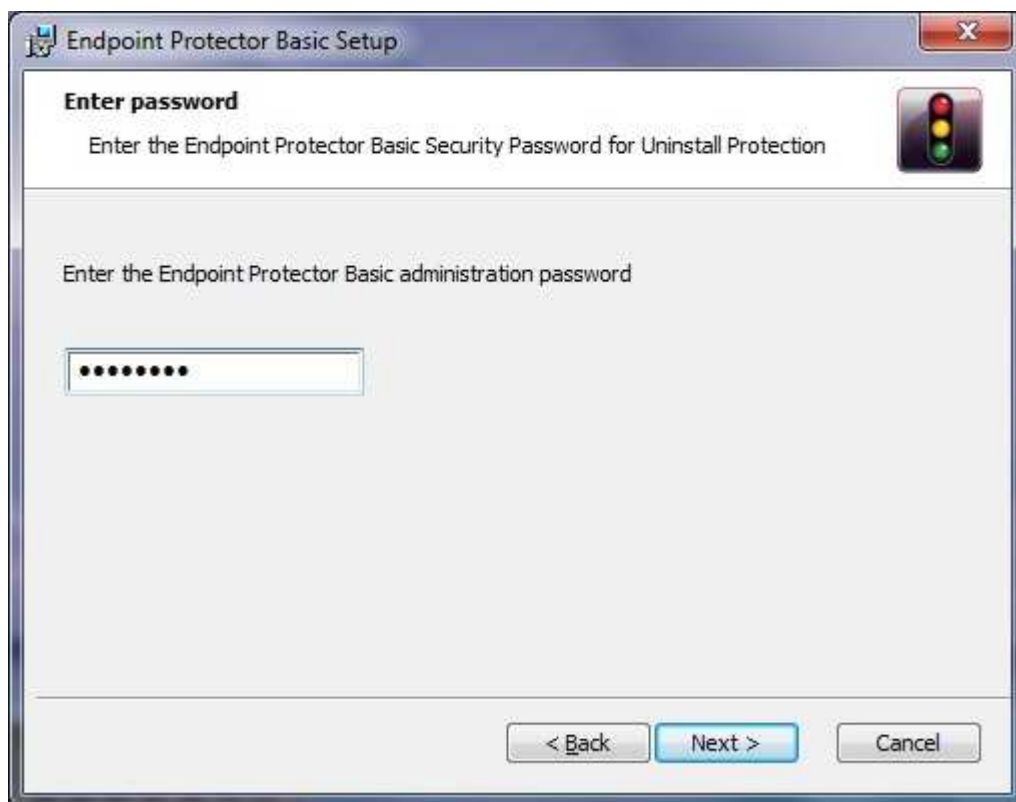 Endpoint Protector Basic Setup
Enter password
Enter the Endpoint Protector Basic Security Password for Uninstall Protection
Enter the Endpoint Protector Basic administration password
••••••••
< Back
Next >
Cancel